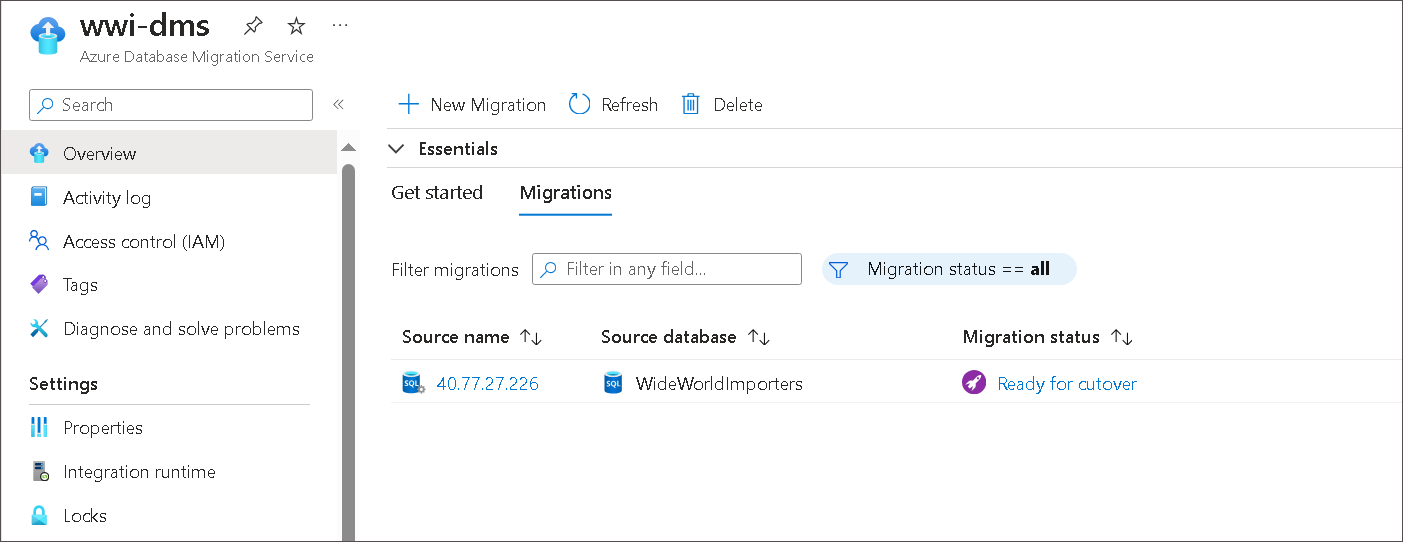 wwi-dms
Azure Database Migration Service
Search
Overview
Activity log
Access control (IAM)
Tags
Diagnose and solve problems
Settings
Properties
Integration runtime
Locks
New Migration Refresh Delete
Essentials
Get started Migrations
Filter migrations Filter in any field... Migration status == all
Source name Source database Migration status
40.77.27.226 WideWorldImporters Ready for cutover